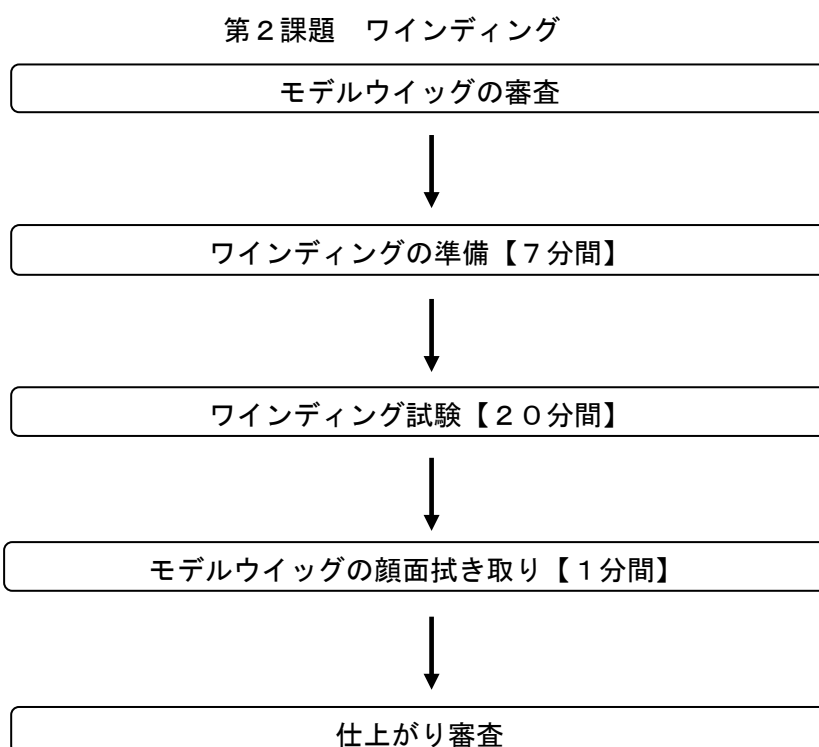 第２課題　ワインディング
モデルウイッグの審査
ワインディングの準備【７分間】
ワインディング試験【２０分間】
モデルウイッグの顔面拭き取り【１分間】
仕上がり審査